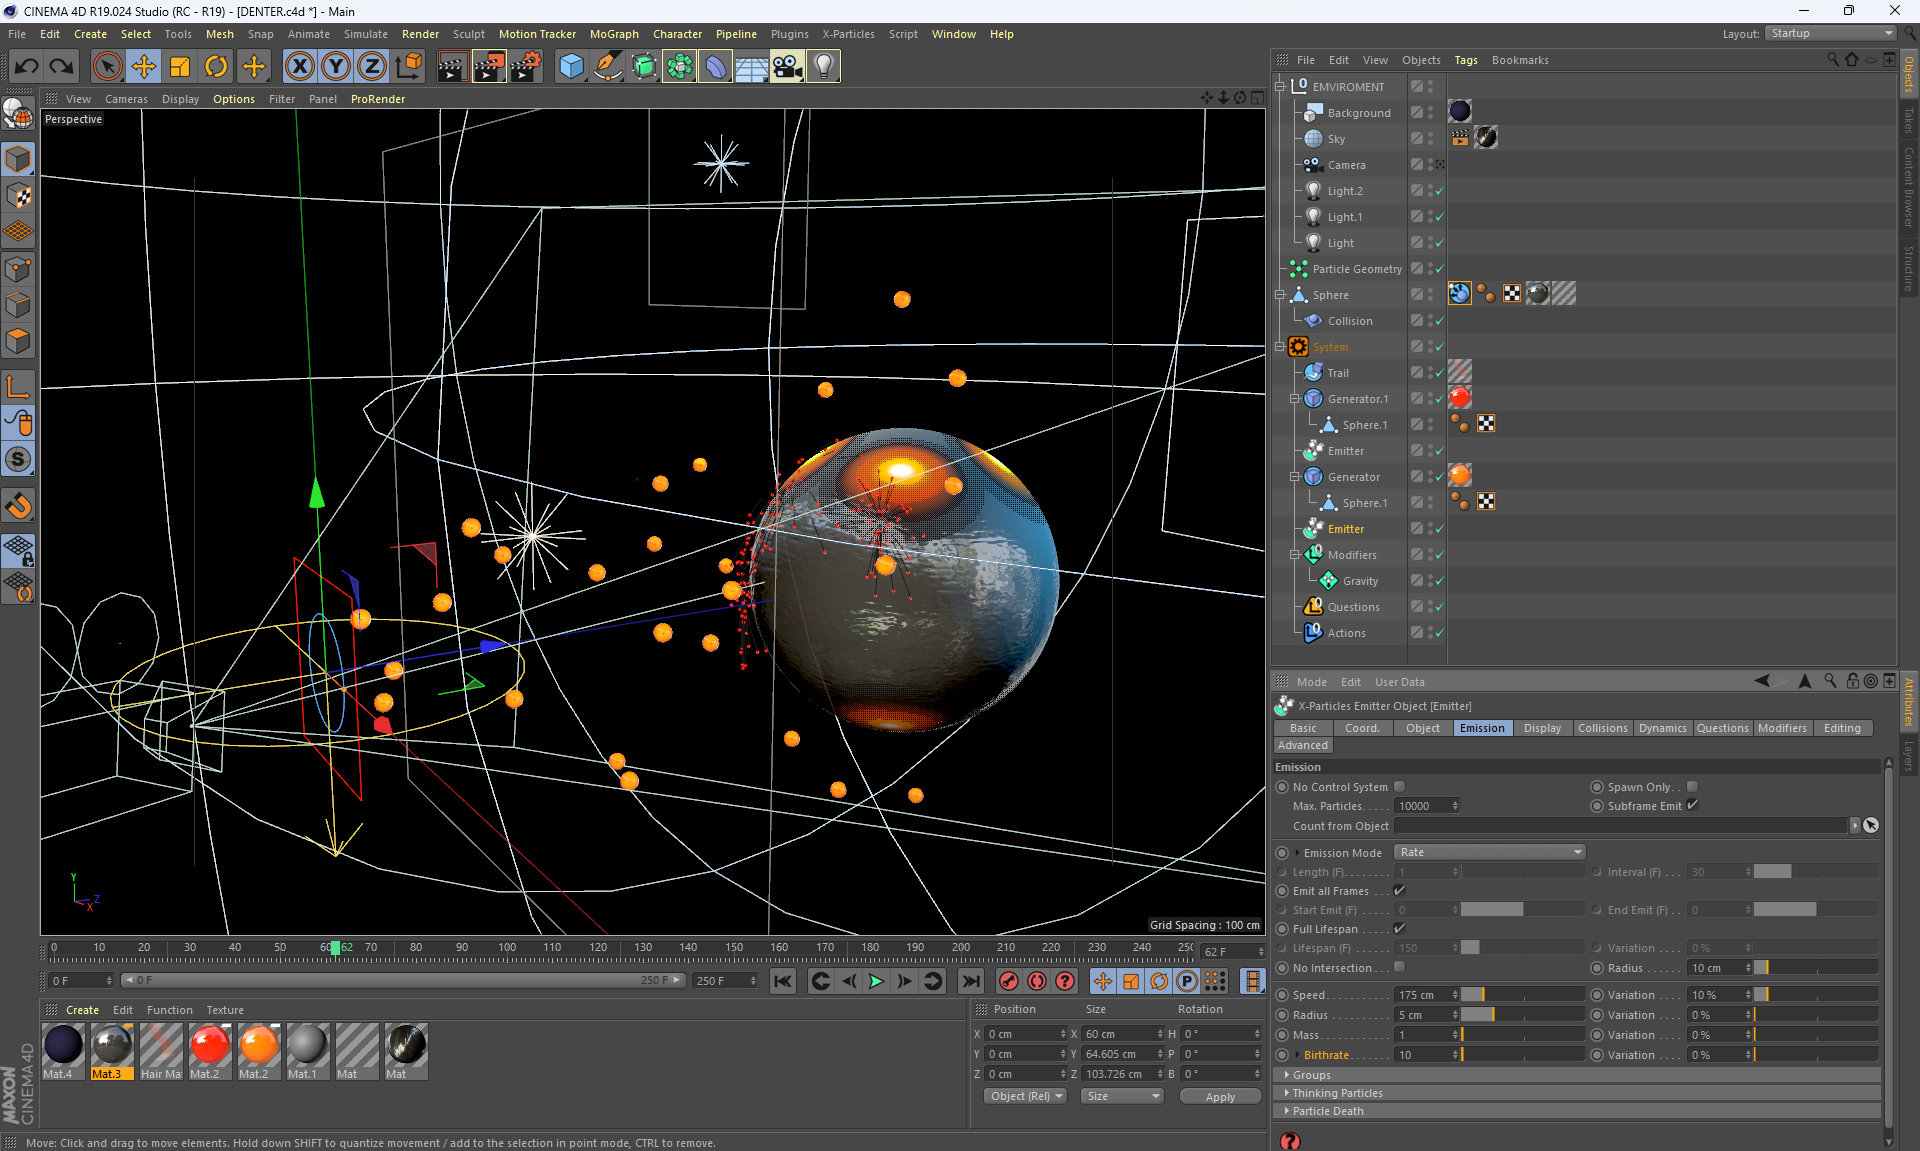 CINEMA 4D R19.024 Studio (RC - R19) - [DENTER.c4d *] - Main
File Edit Create Select Tools Mesh Snap Animate Simulate Render Sculpt Motion Tracker MoGraph Character Pipeline Plugins X-Particles Script Window Help
Layout: Startup
File Edit View Objects Tags Bookmarks
View Cameras Display Options Filter Panel ProRender
Perspective
EMVIROMENT
Background
Sky
Camera
Light.2
Light.1
Light
Particle Geometry
Sphere
Collision
System
Trail
Generator.1
Sphere.1
Emitter
Generator
Sphere.1
Emitter
Modifiers
Gravity
Questions
Actions
Objects
Takes
Content Browser
Structure
Y
Z
X
Grid Spacing : 100 cm
0 10 20 30 40 50 60 62 70 80 90 100 110 120 130 140 150 160 170 180 190 200 210 220 230 240 250
62 F
0 F
0 F
250 F
250 F
Create Edit Function Texture
Mat.4 Mat.3 Hair Ma Mat.2 Mat.2 Mat.1 Mat Mat
MAXON
CINEMA 4D
Position Size Rotation
X 0 cm X 60 cm H 0 °
Y 0 cm Y 64.605 cm P 0 °
Z 0 cm Z 103.726 cm B 0 °
Object (Rel) Size Apply
Mode Edit User Data
X-Particles Emitter Object [Emitter]
Basic Coord. Object Emission Display Collisions Dynamics Questions Modifiers Editing
Advanced
Emission
No Control System
Spawn Only. .
Max. Particles. . . . . 10000
Subframe Emit
Count from Object
Emission Mode Rate
Length (F). . . . . . . . 1
Interval (F) . . . 30
Emit all Frames . . .
Start Emit (F) . . . . . 0
End Emit (F) . . 0
Full Lifespan . . . . .
Lifespan (F) . . . . . . 150
Variation . . . . 0 %
No Intersection. . .
Radius. . . . . . 10 cm
Speed. . . . . . . . . . . 175 cm
Variation . . . . 10 %
Radius . . . . . . . . . . 5 cm
Variation . . . . 0 %
Mass. . . . . . . . . . . . 1
Variation . . . . 0 %
Birthrate. . . . . . . 10
Variation . . . . 0 %
Groups
Thinking Particles
Particle Death
Attributes
Layers
Move: Click and drag to move elements. Hold down SHIFT to quantize movement / add to the selection in point mode, CTRL to remove.